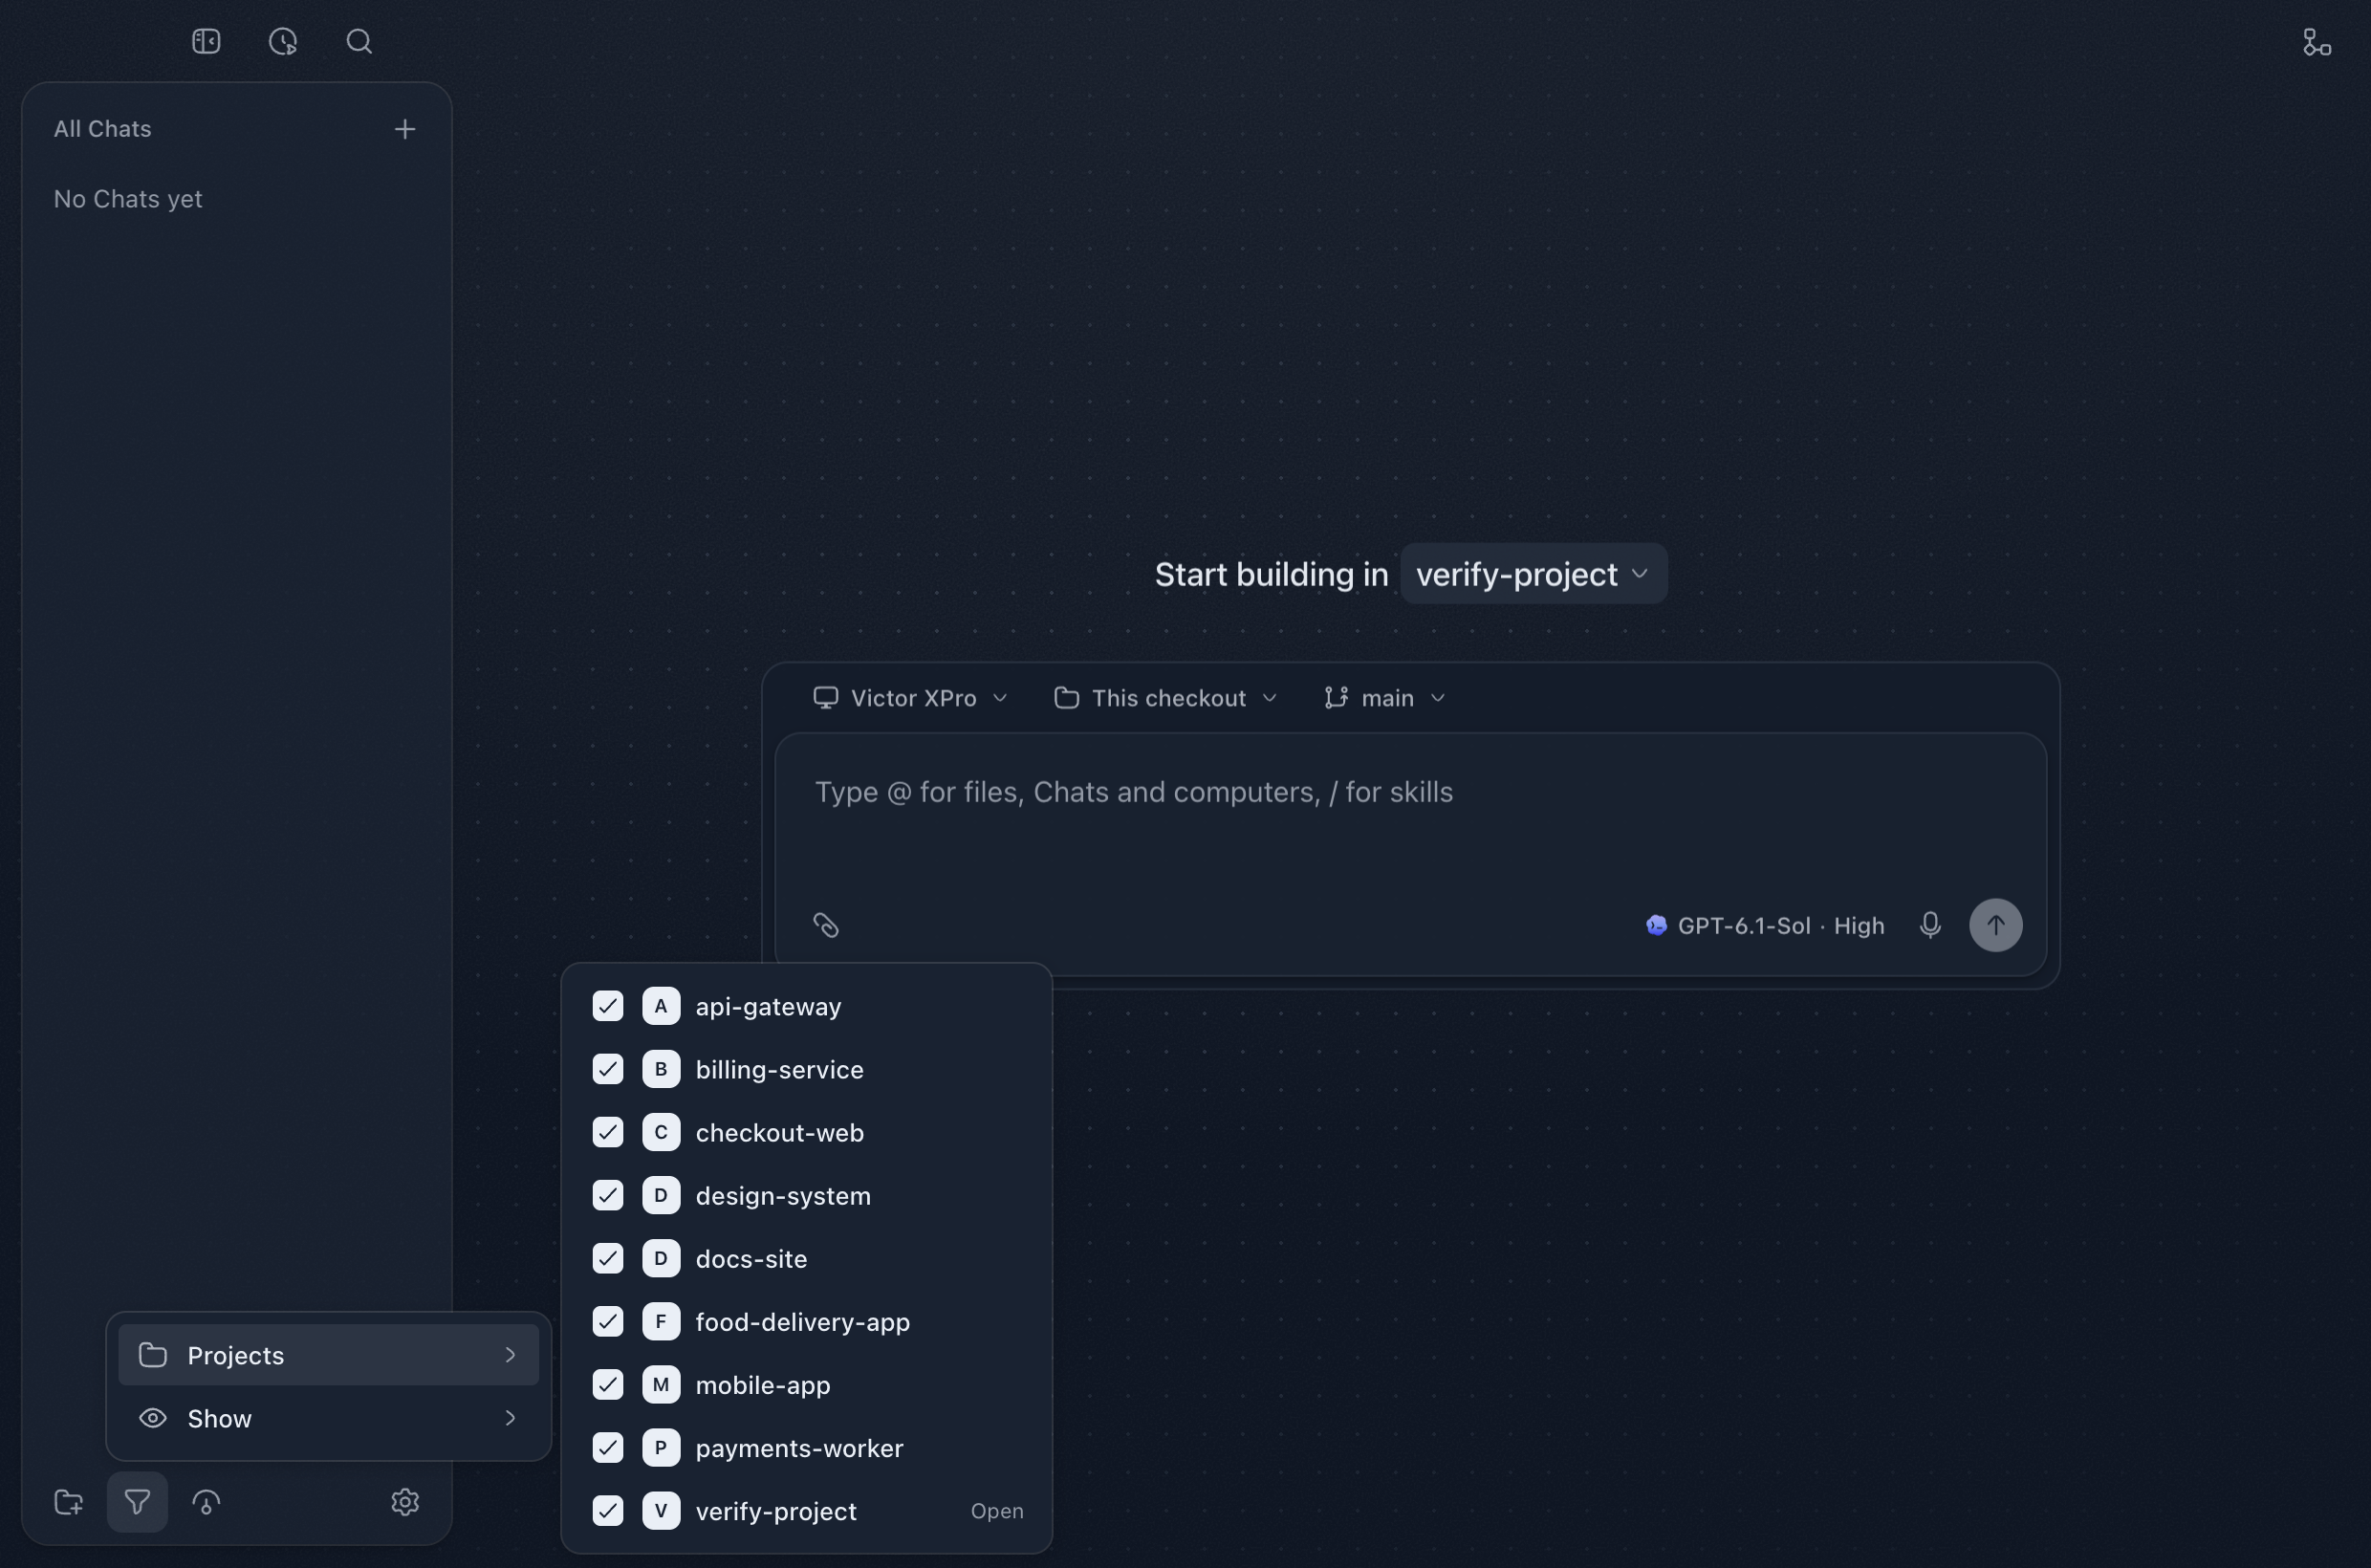 All Chats
No Chats yet
Start building in verify-project
Victor XPro This checkout main
Type @ for files, Chats and computers, / for skills
GPT-6.1-Sol · High
A api-gateway
B billing-service
C checkout-web
D design-system
D docs-site
F food-delivery-app
M mobile-app
P payments-worker
V verify-project Open
Projects
Show